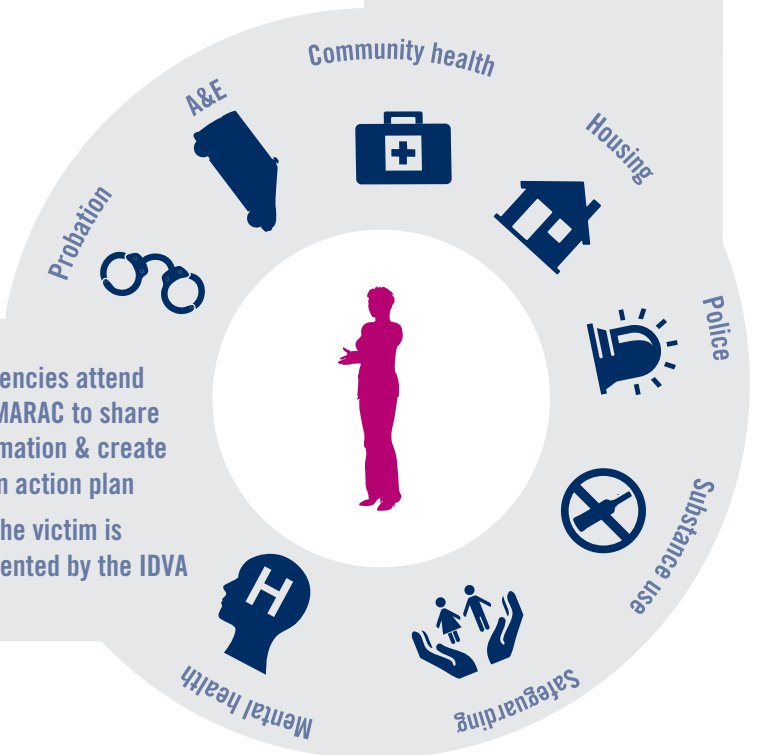 Community health
A&E
Housing
Probation
Police
encies attend
MARAC to share
mation & create
n action plan
he victim is
ented by the IDVA
Substance use
H
Safeguarding
Mental health